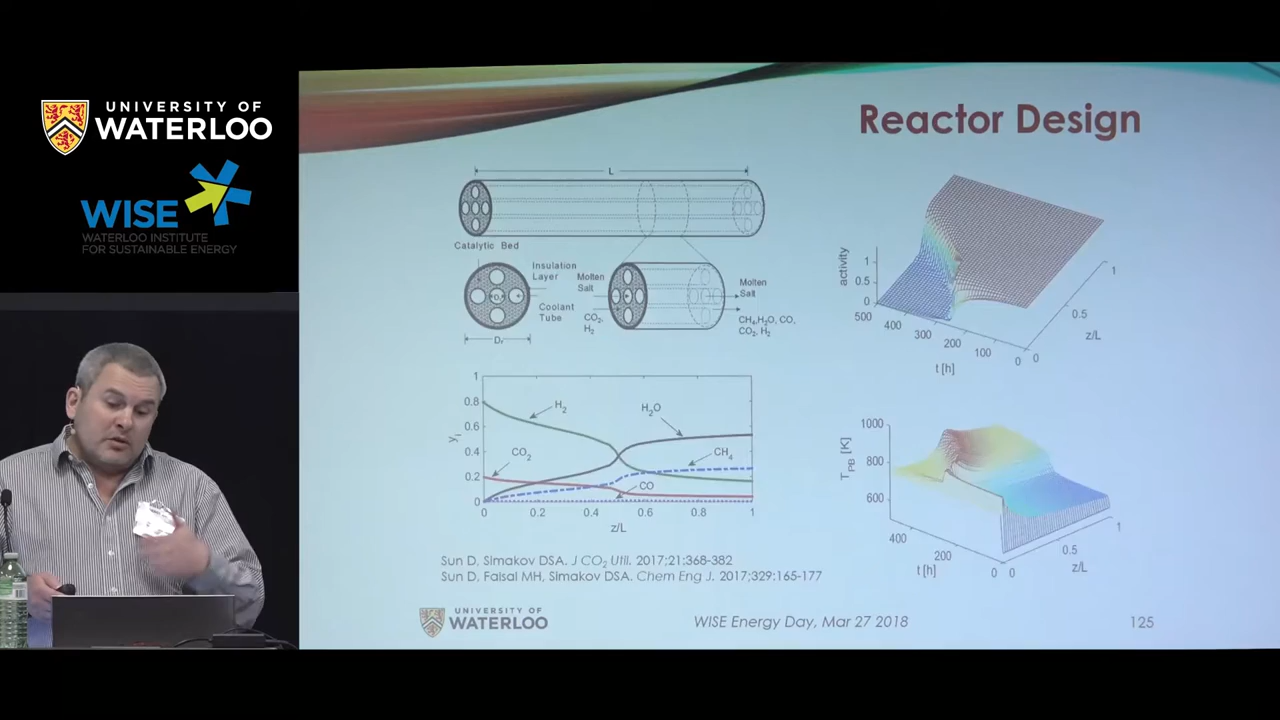 UNIVERSITY OF
WATERLOO
WISE
WATERLOO INSTITUTE
FOR SUSTAINABLE ENERGY
Reactor Design
L
Catalytic Bed
Insulation
Layer
Coolant
Tube
Molten
Salt
CO2,
H2
Molten
Salt
CH4,H2O, CO,
CO2, H2
activity
1
0.5
0
500
400
300
200
100
0
0
0.5
1
t [h]
z/L
1
0.8
0.6
0.4
0.2
0
yi
H2
H2O
CO2
CH4
CO
0
0.2
0.4
0.6
0.8
1
z/L
1000
800
600
TPB [K]
400
200
0
0
0.5
1
t [h]
z/L
Sun D, Simakov DSA. J CO2 Util. 2017;21:368-382
Sun D, Faisal MH, Simakov DSA. Chem Eng J. 2017;329:165-177
UNIVERSITY OF
WATERLOO
WISE Energy Day, Mar 27 2018
125